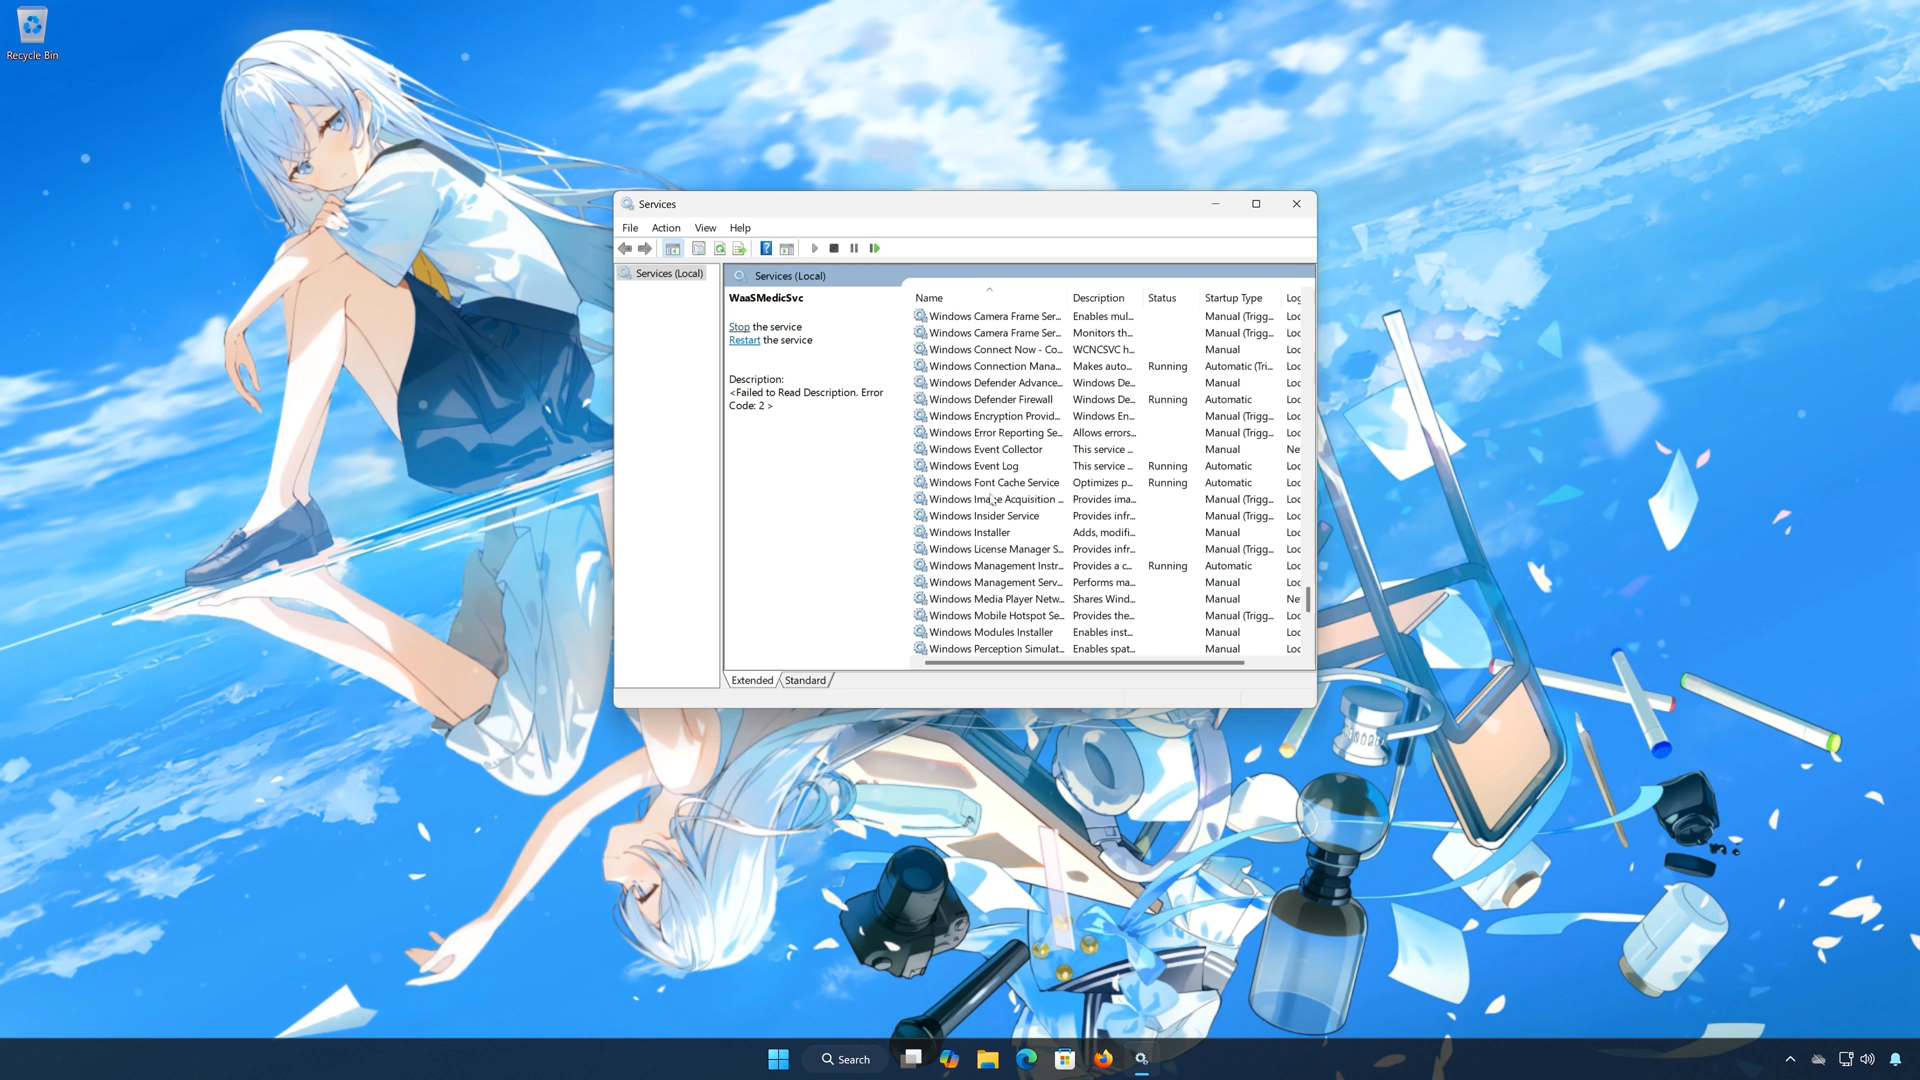 Recycle Bin
Services
File Action View Help
Services (Local)
Services (Local)
WaaSMedicSvc
Stop the service
Restart the service
Description:
<Failed to Read Description. Error
Code: 2 >
Name Description Status Startup Type Log
Windows Camera Frame Ser... Enables mul... Manual (Trigg... Loc
Windows Camera Frame Ser... Monitors th... Manual (Trigg... Loc
Windows Connect Now - Co... WCNCSVC h... Manual Loc
Windows Connection Mana... Makes auto... Running Automatic (Tri... Loc
Windows Defender Advance... Windows De... Manual Loc
Windows Defender Firewall Windows De... Running Automatic Loc
Windows Encryption Provid... Windows En... Manual (Trigg... Loc
Windows Error Reporting Se... Allows errors... Manual (Trigg... Loc
Windows Event Collector This service ... Manual Ne
Windows Event Log This service ... Running Automatic Loc
Windows Font Cache Service Optimizes p... Running Automatic Loc
Windows Image Acquisition ... Provides ima... Manual (Trigg... Loc
Windows Insider Service Provides infr... Manual (Trigg... Loc
Windows Installer Adds, modifi... Manual Loc
Windows License Manager S... Provides infr... Manual (Trigg... Loc
Windows Management Instr... Provides a c... Running Automatic Loc
Windows Management Serv... Performs ma... Manual Loc
Windows Media Player Netw... Shares Wind... Manual Ne
Windows Mobile Hotspot Se... Provides the... Manual (Trigg... Loc
Windows Modules Installer Enables inst... Manual Loc
Windows Perception Simulat... Enables spat... Manual Loc
Extended Standard
Search